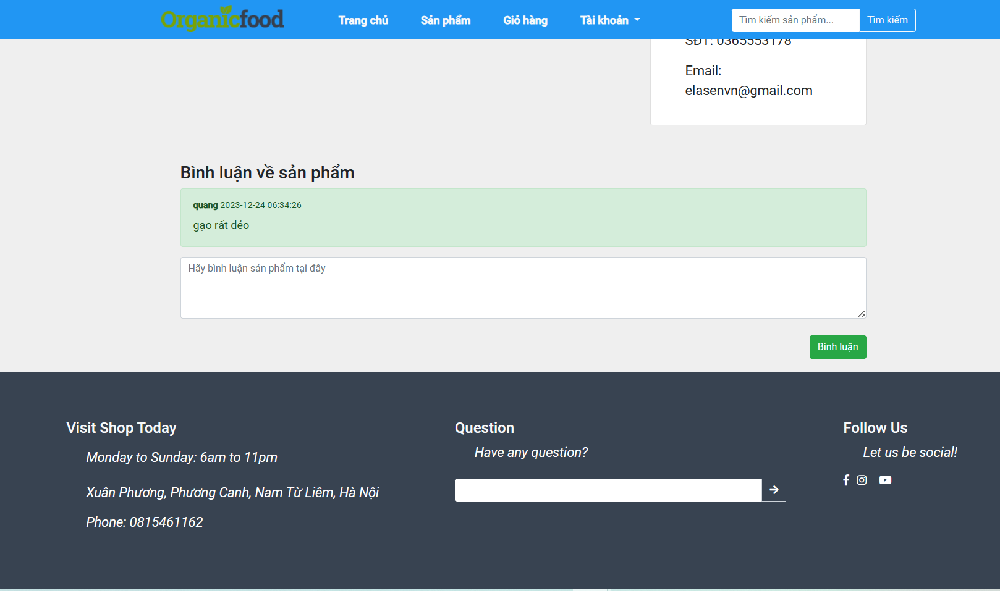 Organicfood
Trang chủ
Sản phẩm
Giỏ hàng
Tài khoản
Tìm kiếm sản phẩm...
Tìm kiếm
SĐT: 0365553178
Email:
elasenvn@gmail.com
Bình luận về sản phẩm
quang 2023-12-24 06:34:26
gạo rất dẻo
Hãy bình luận sản phẩm tại đây
Bình luận
Visit Shop Today
Monday to Sunday: 6am to 11pm
Xuân Phương, Phương Canh, Nam Từ Liêm, Hà Nội
Phone: 0815461162
Question
Have any question?
Follow Us
Let us be social!